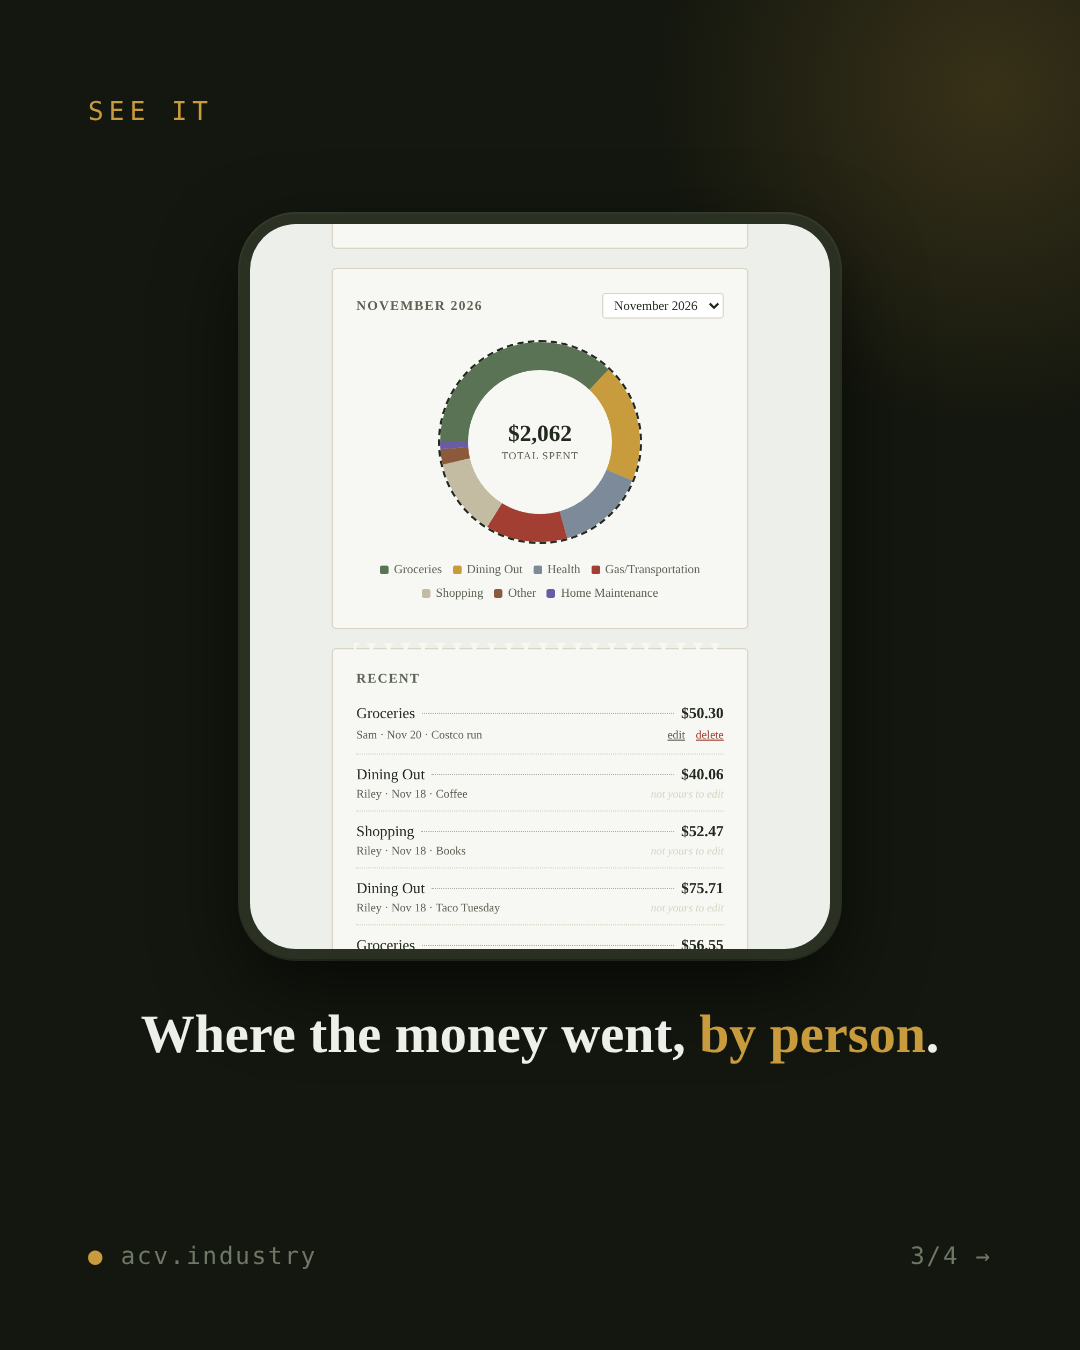 SEE IT
NOVEMBER 2026
November 2026
$2,062
TOTAL SPENT
Groceries Dining Out Health Gas/Transportation
Shopping Other Home Maintenance
RECENT
Groceries $50.30
Sam · Nov 20 · Costco run edit delete
Dining Out $40.06
Riley · Nov 18 · Coffee not yours to edit
Shopping $52.47
Riley · Nov 18 · Books not yours to edit
Dining Out $75.71
Riley · Nov 18 · Taco Tuesday not yours to edit
Groceries $56.55
Where the money went, by person.
acv.industry
3/4 →